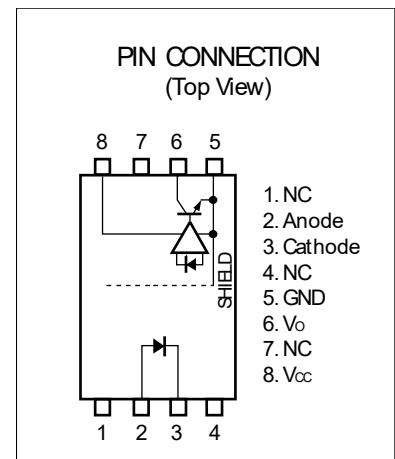 PIN CONNECTION
(Top View)
8 7 6 5
SHIELD
1. NC
2. Anode
3. Cathode
4. NC
5. GND
6. Vo
7. NC
8. Vcc
1 2 3 4